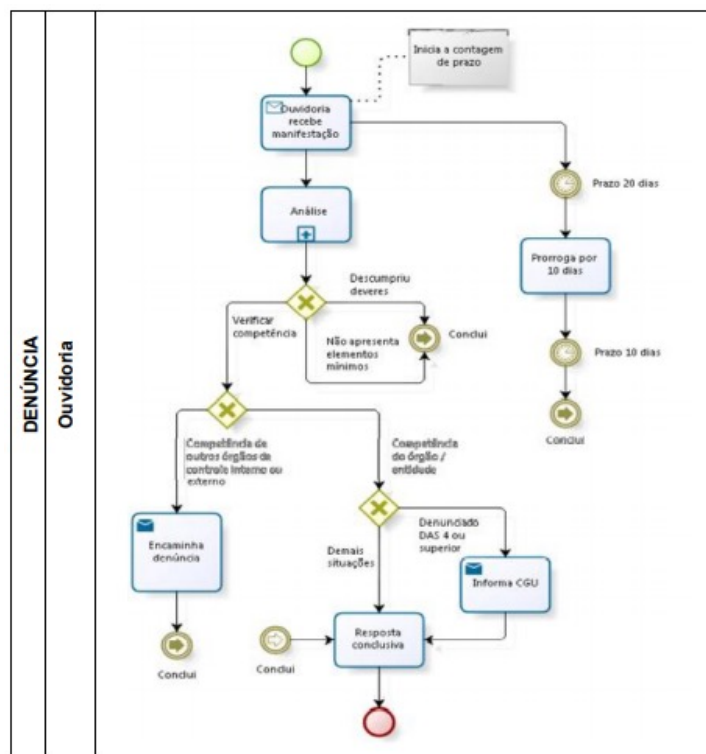 DENÚNCIA
Ouvidoria
Inicia a contagem
de prazo
Ouvidoria
recebe
manifestação
Prazo 20 dias
Análise
Prorroga por
10 dias
Descumpriu
deveres
Verificar
competência
Conclui
Não apresenta
elementos
mínimos
Prazo 10 dias
Conclui
Competência de
outros órgãos de
controle interno ou
externo
Competência
do órgão /
entidade
Denunciado
DAS 4 ou
superior
Encaminha
denúncia
Demais
situações
Informa CGU
Resposta
conclusiva
Conclui
Conclui